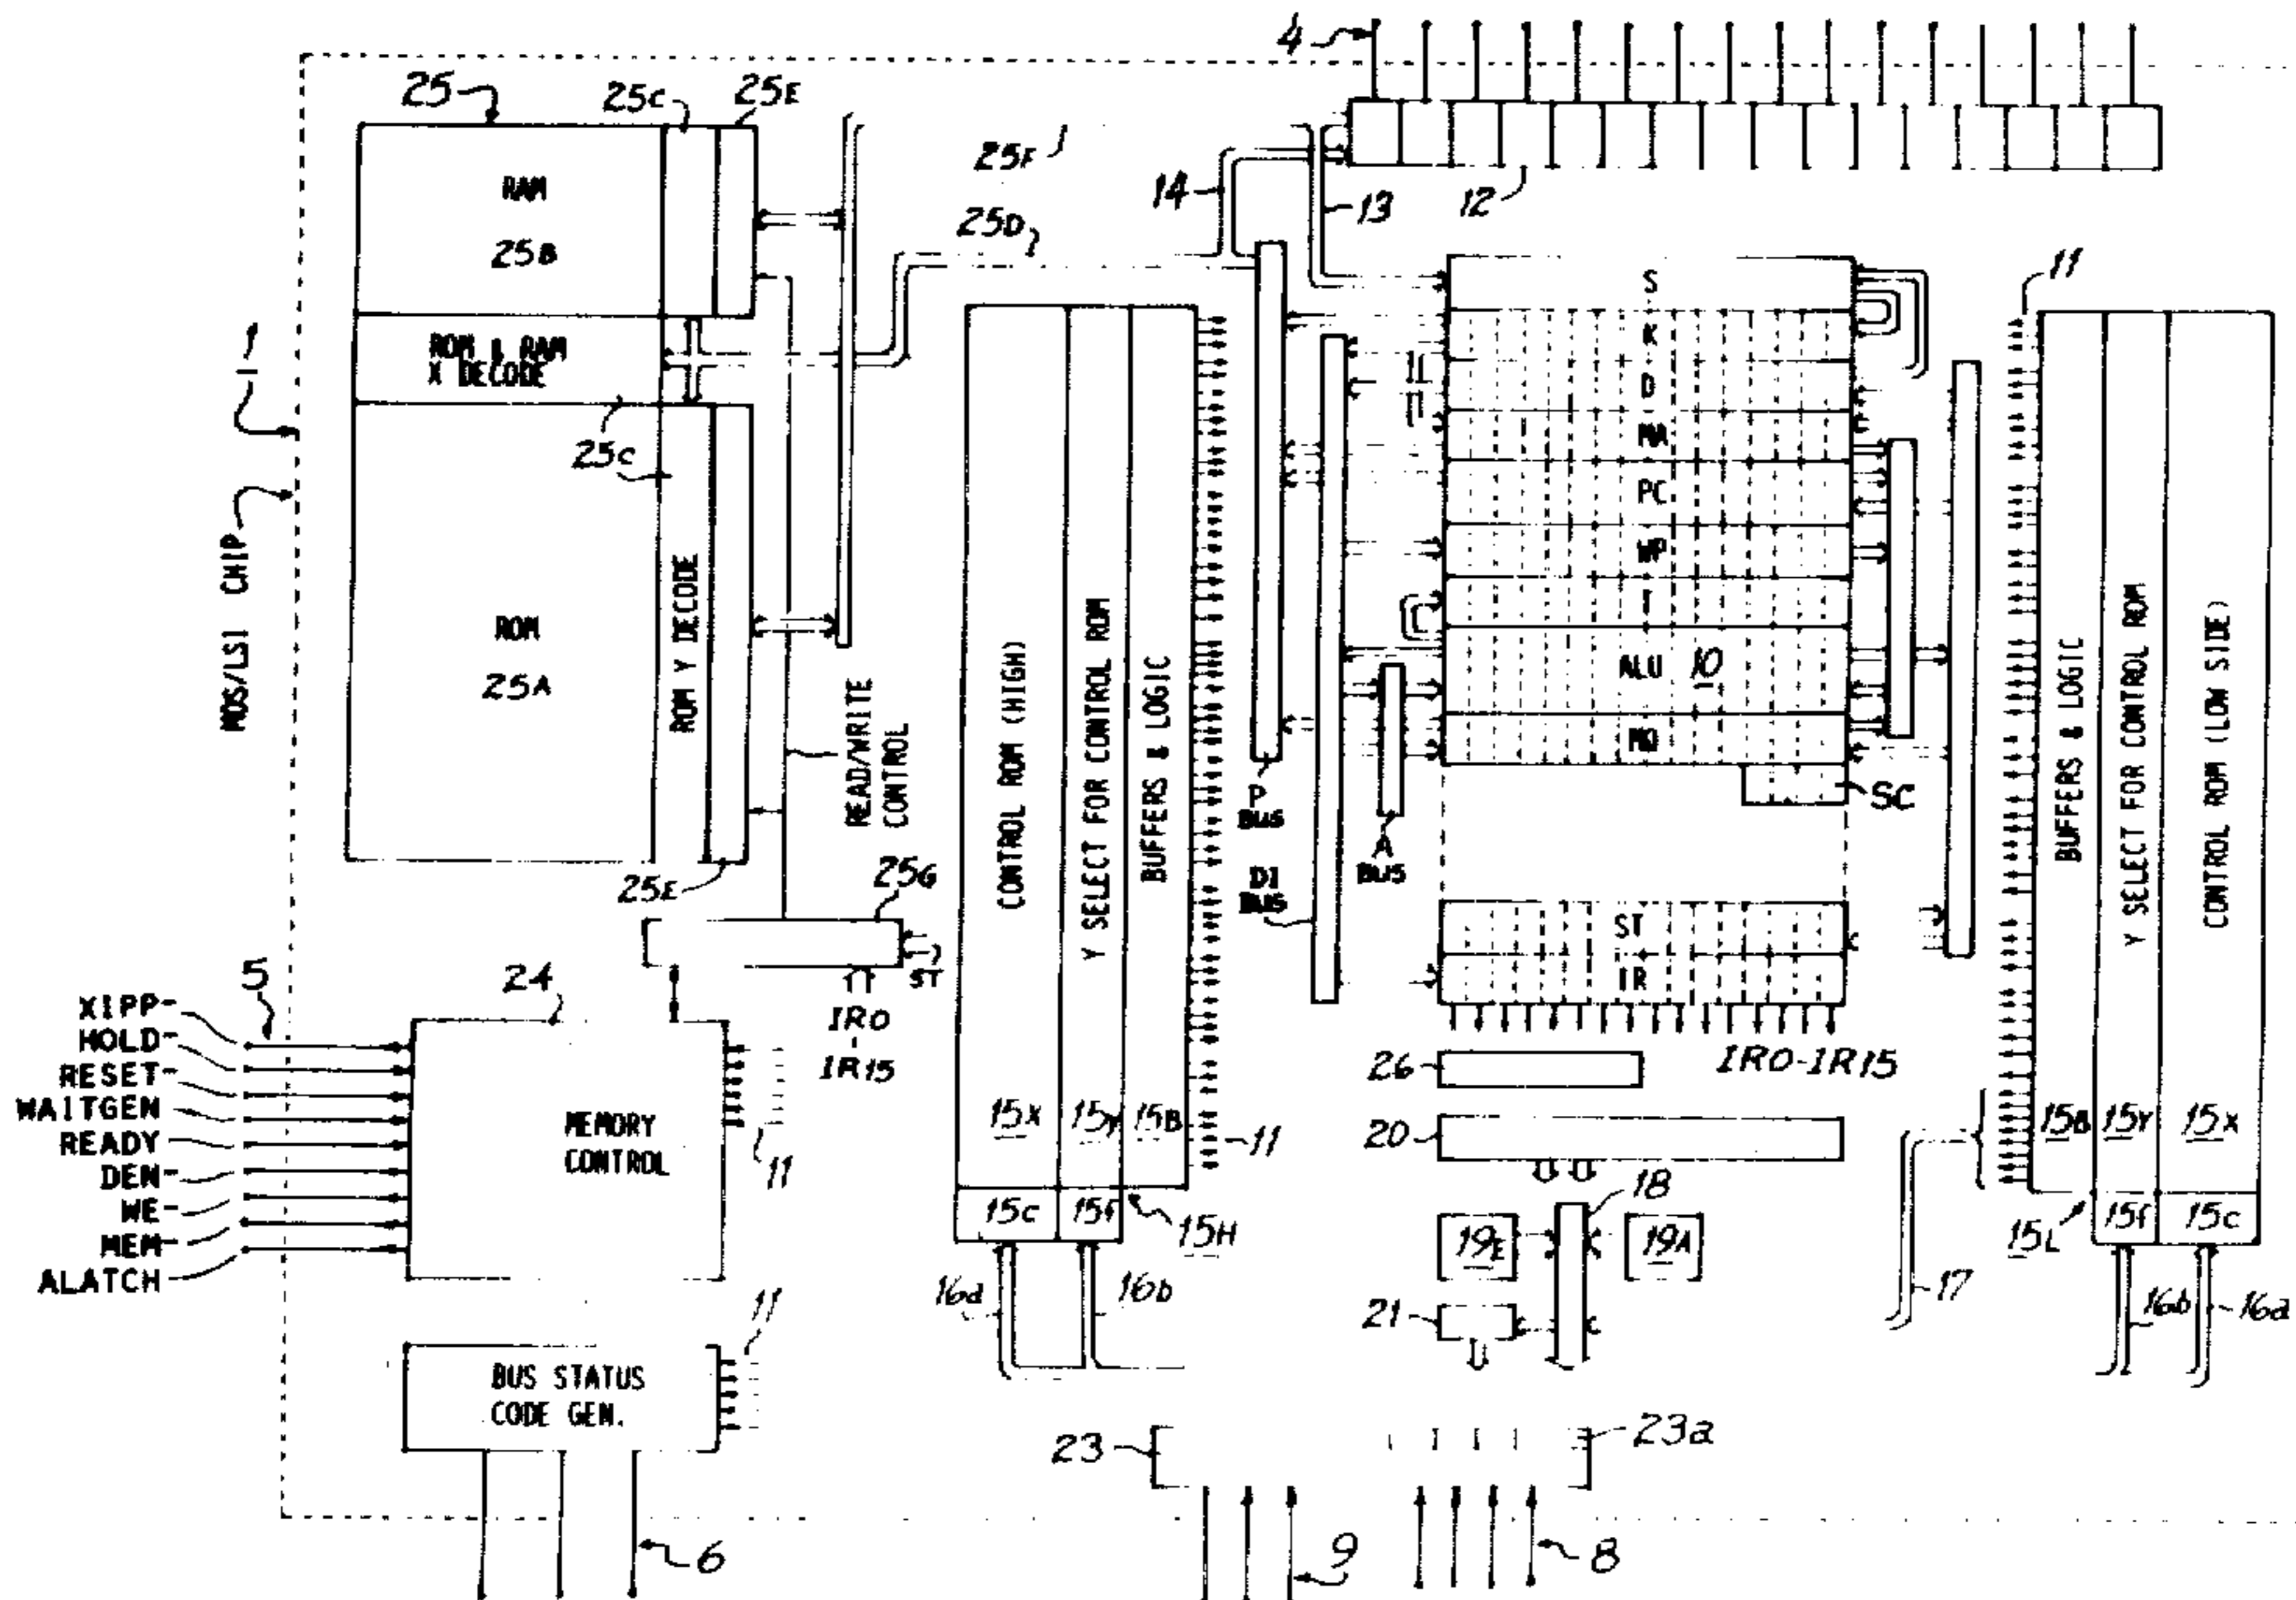 4
25
25C
25E
RAM
25B
25F
14
13
12
25D
ROM & RAM
X DECODE
25C
1
MOS/LSI CHIP
ROM
25A
ROM Y DECODE
25E
READ/WRITE
CONTROL
25G
ST
IR0
-
IR15
CONTROL ROM (HIGH)
Y SELECT FOR CONTROL ROM
BUFFERS & LOGIC
15X
15Y
15B
11
15C
15f
15H
16a
16b
P
BUS
DI
BUS
A
BUS
S
K
D
MA
PC
WP
T
ALU 10
MQ
SC
ST
IR
IR0-IR15
26
20
18
19E
19A
21
17
11
BUFFERS & LOGIC
Y SELECT FOR CONTROL ROM
CONTROL ROM (LOW SIDE)
15B
15Y
15X
15L
15f
15C
16b
16a
5
24
XIPP-
HOLD-
RESET-
WAITGEN
READY
DEN-
WE-
MEM-
ALATCH
MEMORY
CONTROL
11
BUS STATUS
CODE GEN.
11
6
23
23a
9
8